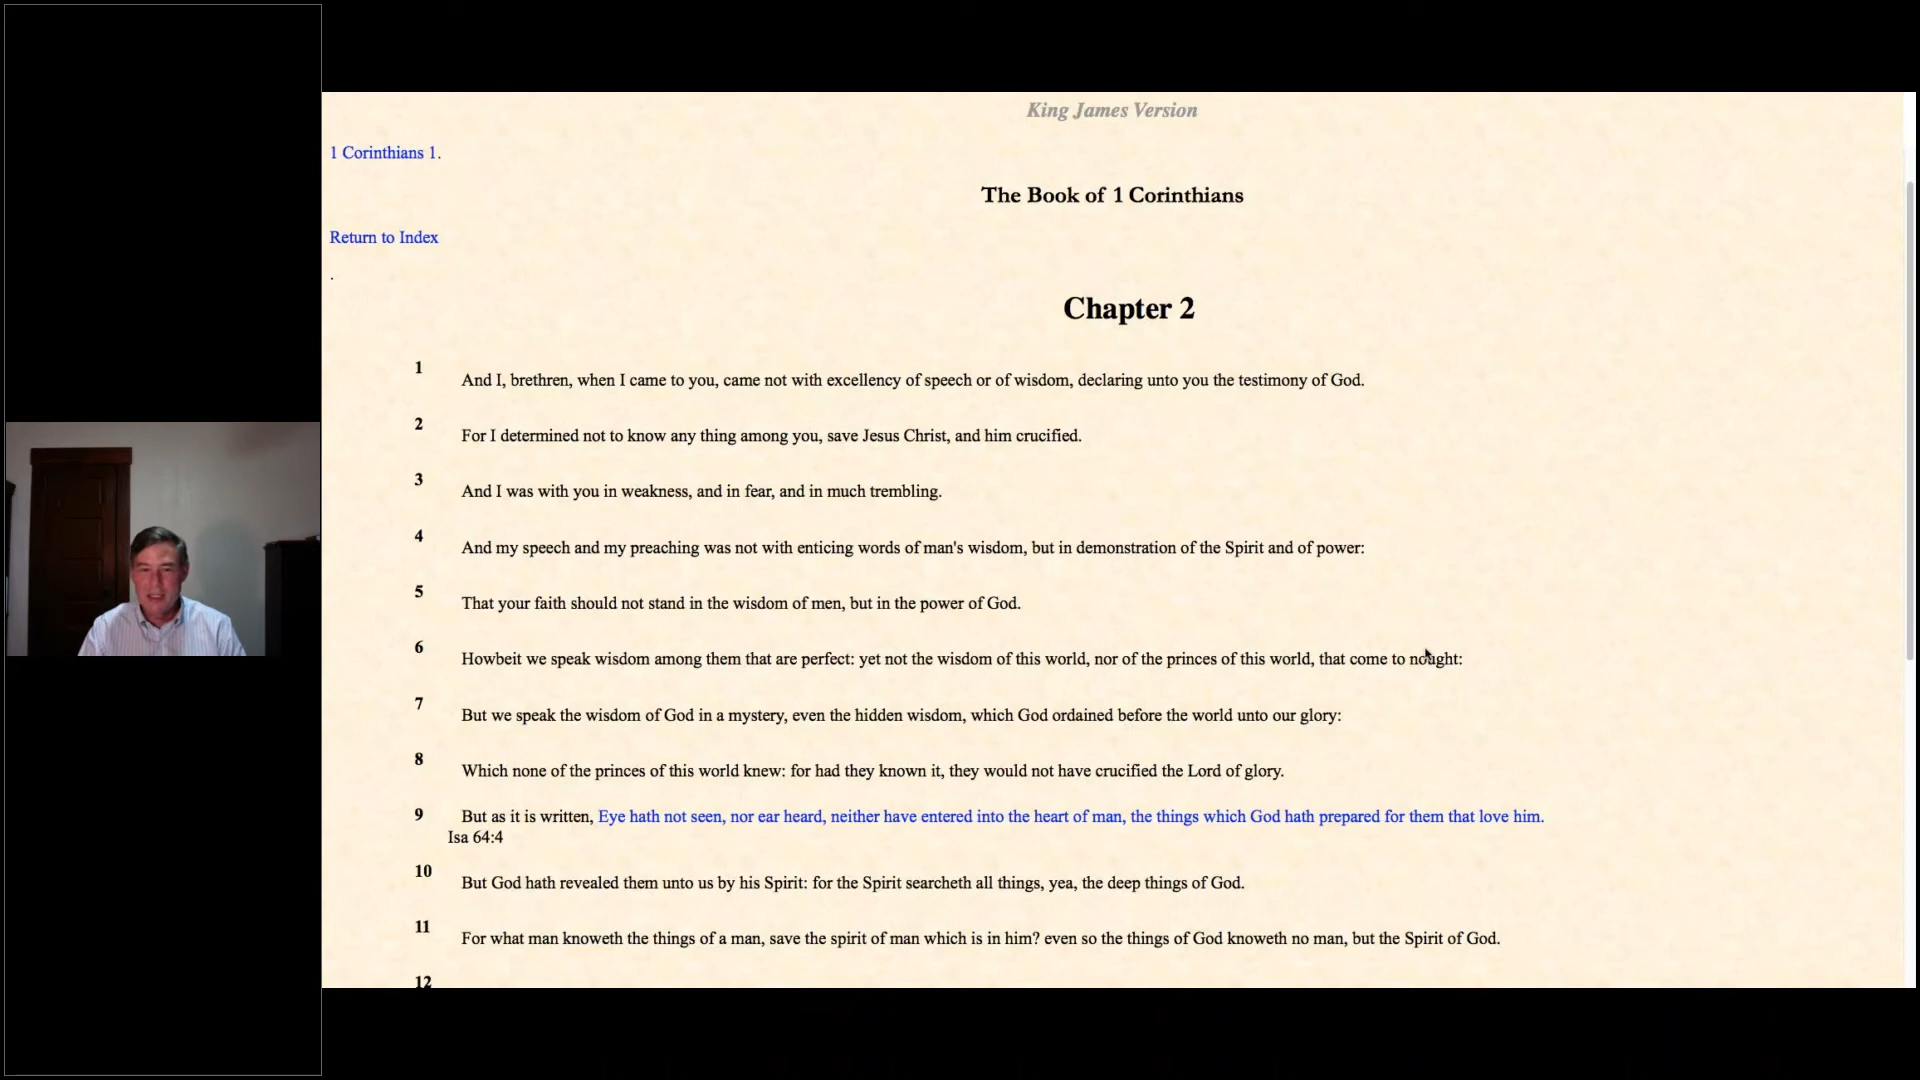 King James Version
1 Corinthians 1.
The Book of 1 Corinthians
Return to Index
.
Chapter 2
1
And I, brethren, when I came to you, came not with excellency of speech or of wisdom, declaring unto you the testimony of God.
2
For I determined not to know any thing among you, save Jesus Christ, and him crucified.
3
And I was with you in weakness, and in fear, and in much trembling.
4
And my speech and my preaching was not with enticing words of man's wisdom, but in demonstration of the Spirit and of power:
5
That your faith should not stand in the wisdom of men, but in the power of God.
6
Howbeit we speak wisdom among them that are perfect: yet not the wisdom of this world, nor of the princes of this world, that come to nought:
7
But we speak the wisdom of God in a mystery, even the hidden wisdom, which God ordained before the world unto our glory:
8
Which none of the princes of this world knew: for had they known it, they would not have crucified the Lord of glory.
9 But as it is written, Eye hath not seen, nor ear heard, neither have entered into the heart of man, the things which God hath prepared for them that love him.
Isa 64:4
10
But God hath revealed them unto us by his Spirit: for the Spirit searcheth all things, yea, the deep things of God.
11
For what man knoweth the things of a man, save the spirit of man which is in him? even so the things of God knoweth no man, but the Spirit of God.
12